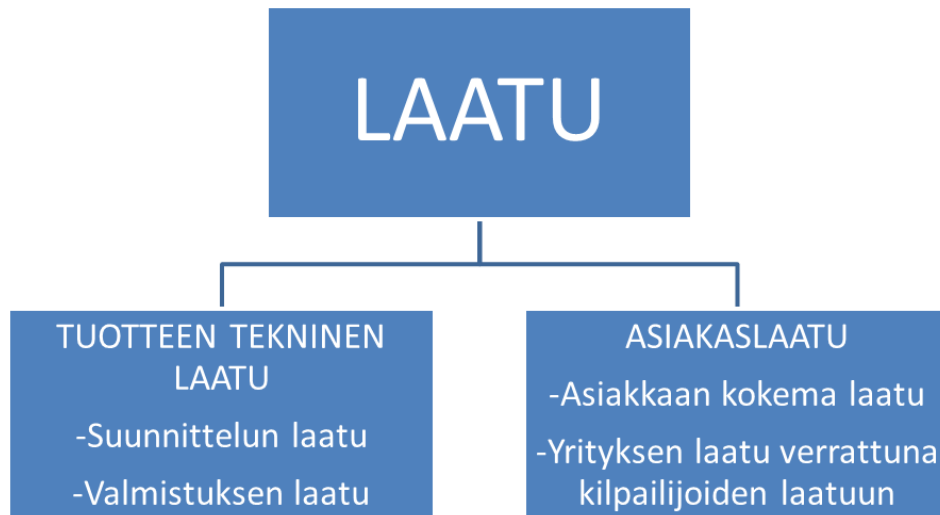 LAATU
TUOTTEEN TEKNINEN
LAATU
-Suunnittelun laatu
-Valmistuksen laatu
ASIAKASLAATU
-Asiakkaan kokema laatu
-Yrityksen laatu verrattuna
kilpailijoiden laatuun